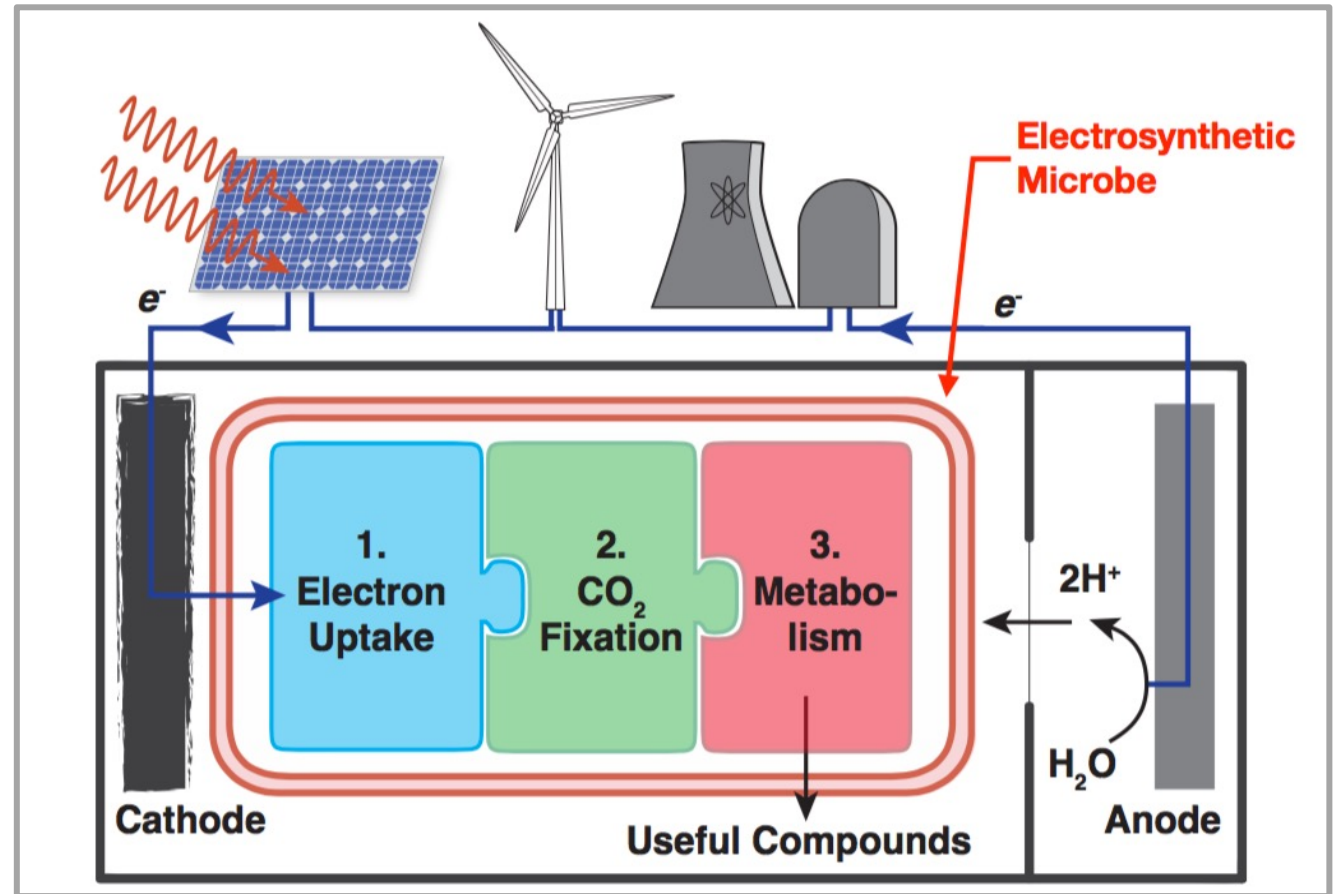 Electrosynthetic
Microbe
e-
e-
1.
Electron
Uptake
2.
CO2
Fixation
3.
Metabo-
lism
2H+
H2O
Cathode
Useful Compounds
Anode